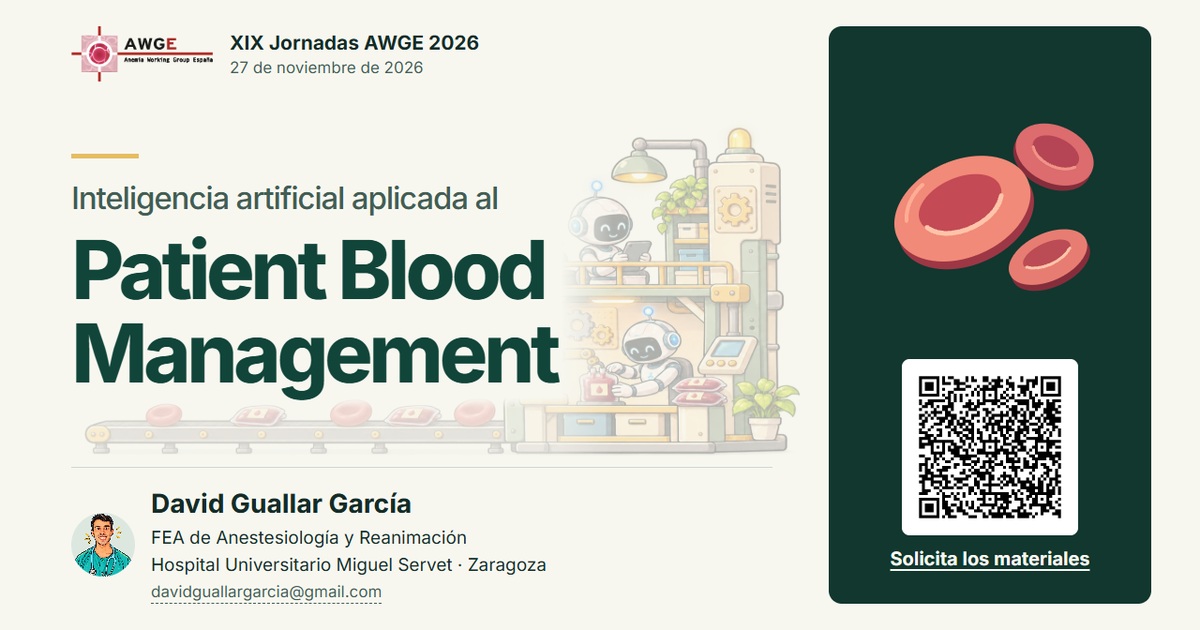 AWGE
Anemia Working Group España
XIX Jornadas AWGE 2026
27 de noviembre de 2026
Inteligencia artificial aplicada al
Patient Blood
Management
David Guallar García
FEA de Anestesiología y Reanimación
Hospital Universitario Miguel Servet · Zaragoza
davidguallargarcia@gmail.com
Solicita los materiales